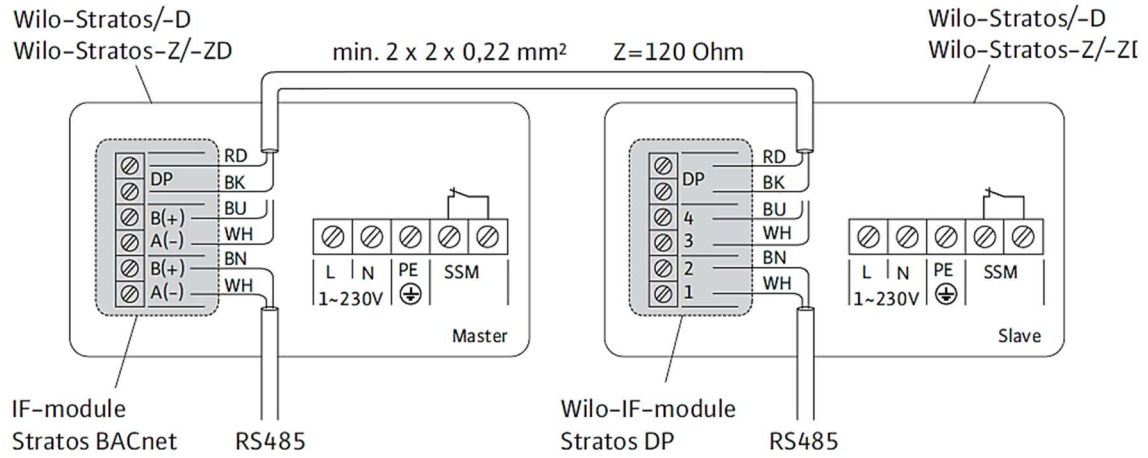 Wilo-Stratos/-D
Wilo-Stratos-Z/-ZD
min. 2 x 2 x 0,22 mm²
Z=120 Ohm
Wilo-Stratos/-D
Wilo-Stratos-Z/-Z
RD
DP
BK
B(+)
BU
A(-)
WH
B(+)
BN
A(-)
WH
L
N
PE
SSM
1~230V
Master
RD
DP
BK
4
BU
3
WH
2
BN
1
WH
L
N
PE
SSM
1~230V
Slave
IF-module
Stratos BACnet
RS485
Wilo-IF-module
Stratos DP
RS485